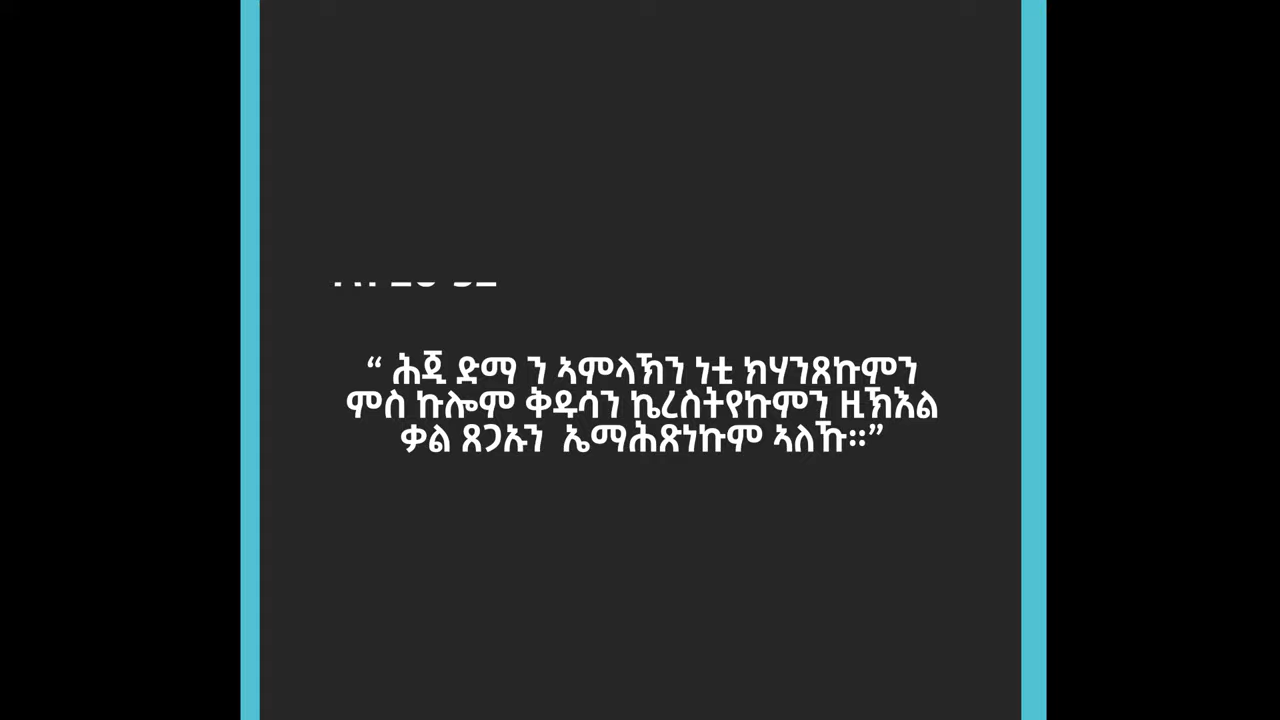 “ ሕጂ ድማ ን ኣምላኽን ነቲ ክሃንጸኩምን
ምስ ኩሎም ቅዱሳን ኬረስትየኩምን ዚኽእል
ቃል ጸጋኡን ኤማሕጽነኩም ኣለኹ።”